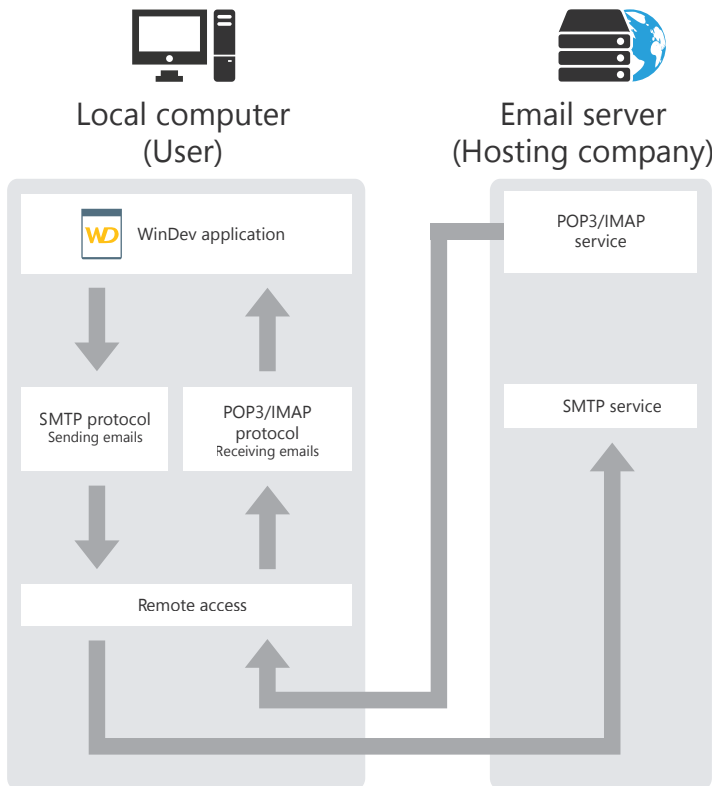 Local computer
(User)
Email server
(Hosting company)
WD
WinDev application
POP3/IMAP
service
SMTP protocol
Sending emails
POP3/IMAP
protocol
Receiving emails
SMTP service
Remote access